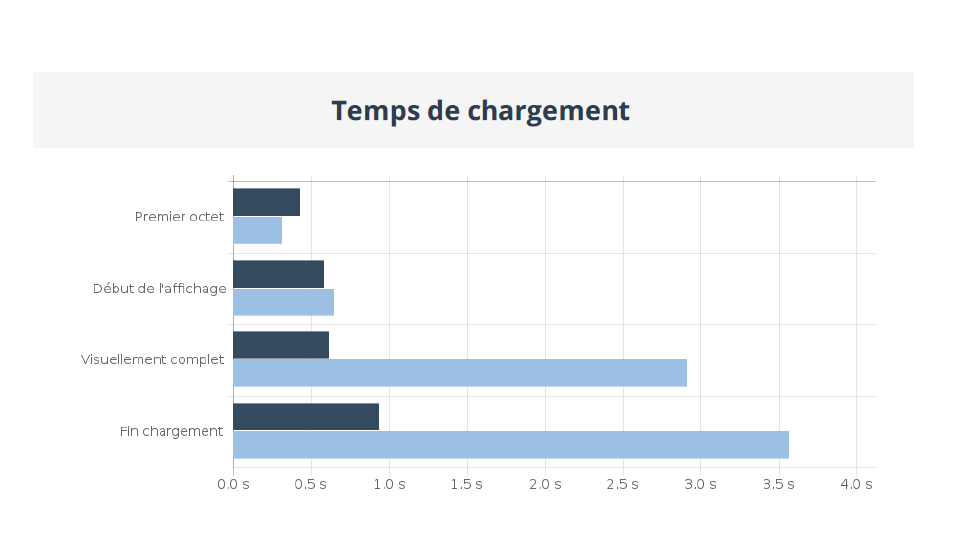 Temps de chargement
Premier octet
Début de l'affichage
Visuellement complet
Fin chargement
0.0 s 0.5 s 1.0 s 1.5 s 2.0 s 2.5 s 3.0 s 3.5 s 4.0 s